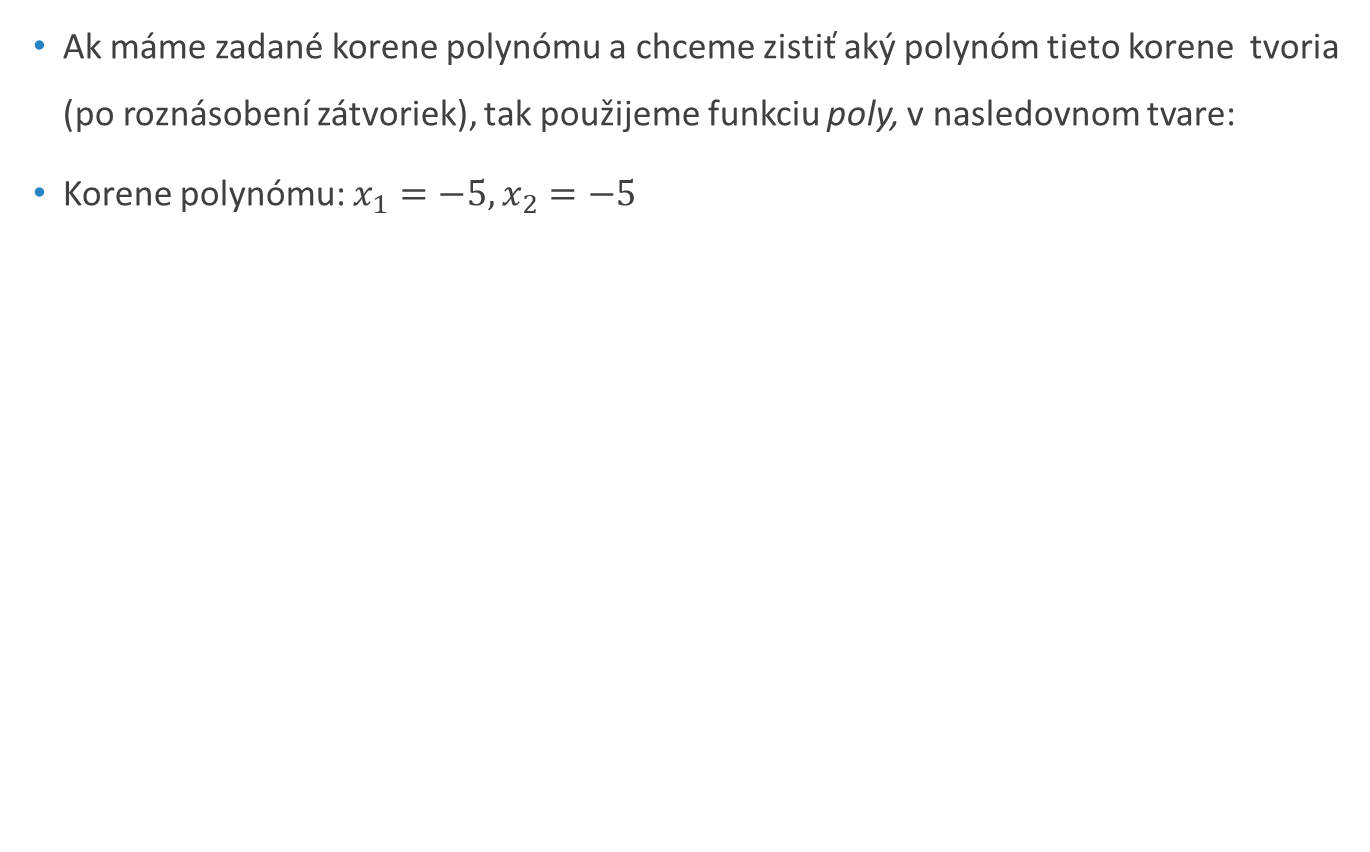 • Ak máme zadané korene polynómu a chceme zistiť aký polynóm tieto korene tvoria
(po roznásobení zátvoriek), tak použijeme funkciu poly, v nasledovnom tvare:
• Korene polynómu: x₁ = −5, x₂ = −5